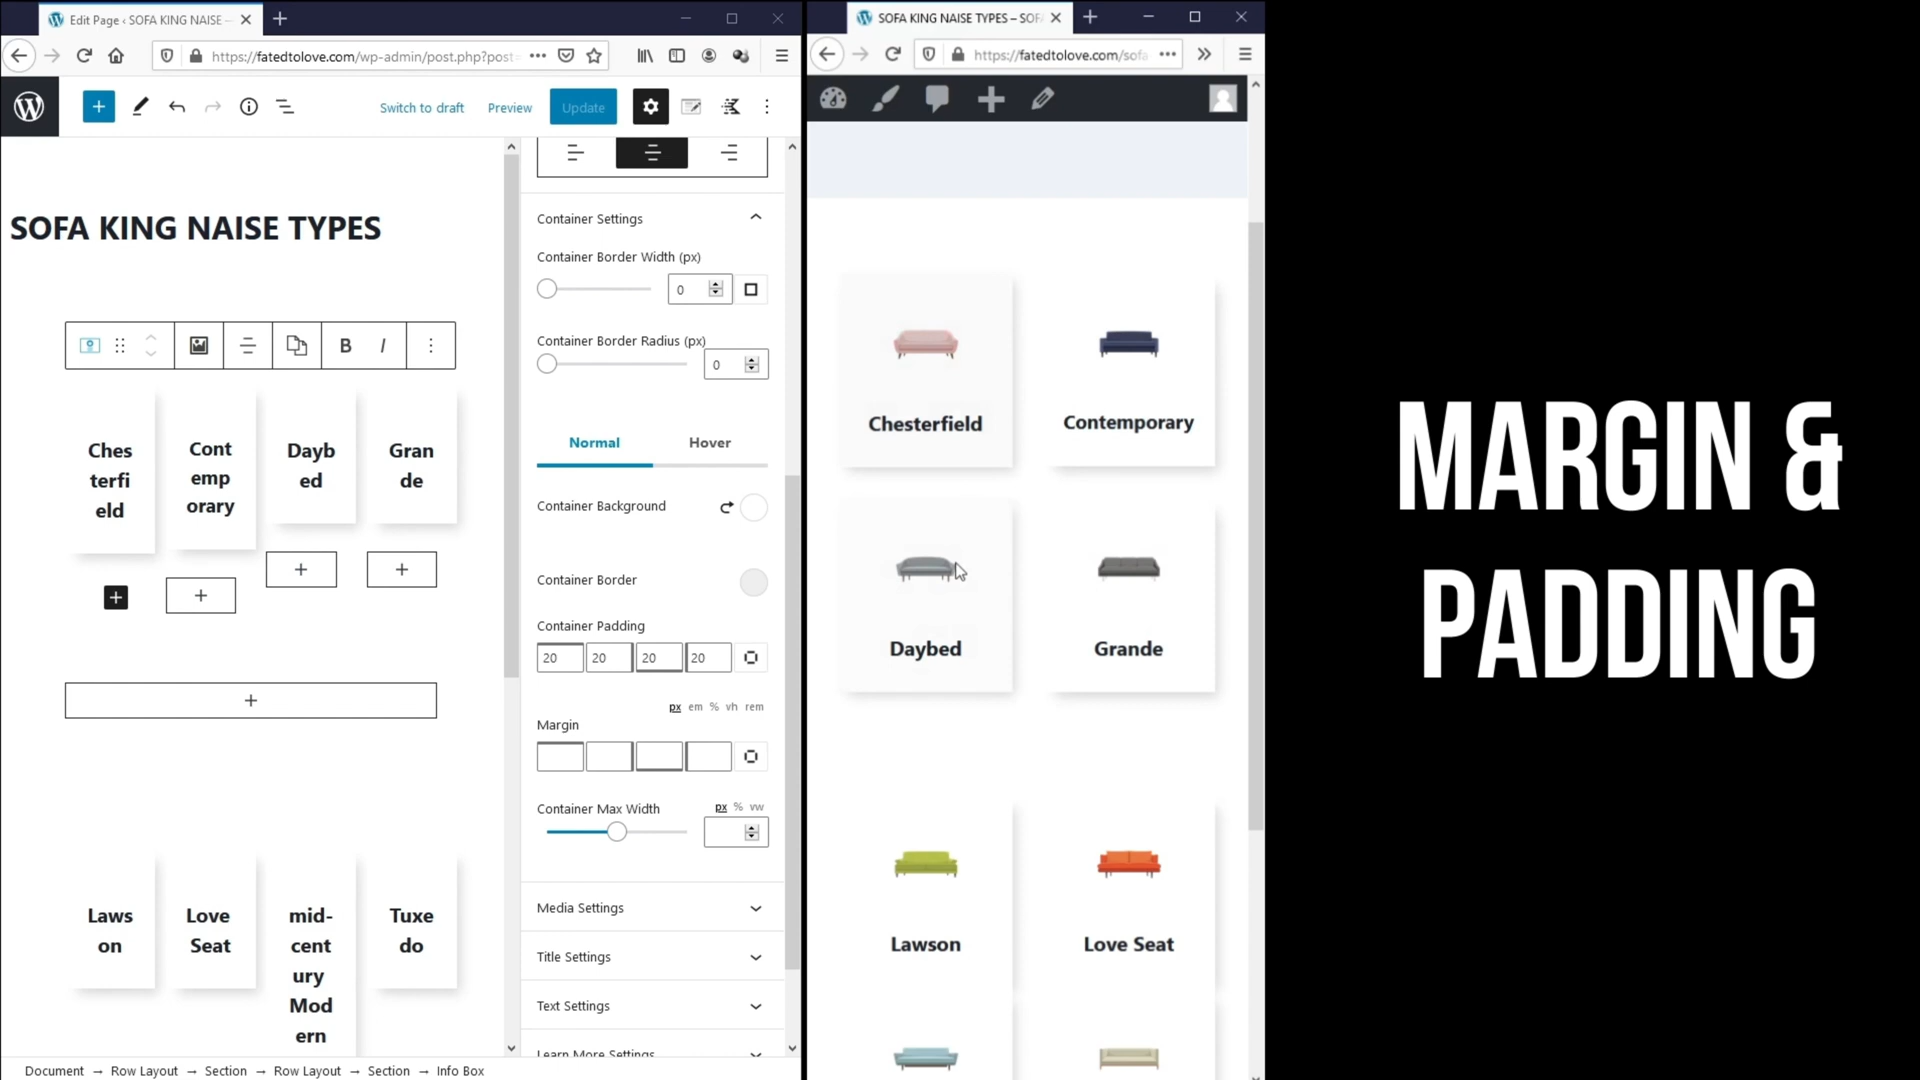 Edit Page ‹ SOFA KING NAISE —
https://fatedtolove.com/wp-admin/post.php?post=
Switch to draft
Preview
Update
SOFA KING NAISE TYPES
B
I
Ches
terfi
eld
Cont
emp
orary
Dayb
ed
Gran
de
Laws
on
Love
Seat
mid-
cent
ury
Mod
ern
Tuxe
do
Document → Row Layout → Section → Row Layout → Section → Info Box
Container Settings
Container Border Width (px)
0
Container Border Radius (px)
0
Normal
Hover
Container Background
Container Border
Container Padding
20 20 20 20
px em % vh rem
Margin
Container Max Width
px % vw
Media Settings
Title Settings
Text Settings
Learn More Settings
SOFA KING NAISE TYPES – SOF
https://fatedtolove.com/sofa
Chesterfield
Contemporary
Daybed
Grande
Lawson
Love Seat
MARGIN &
PADDING